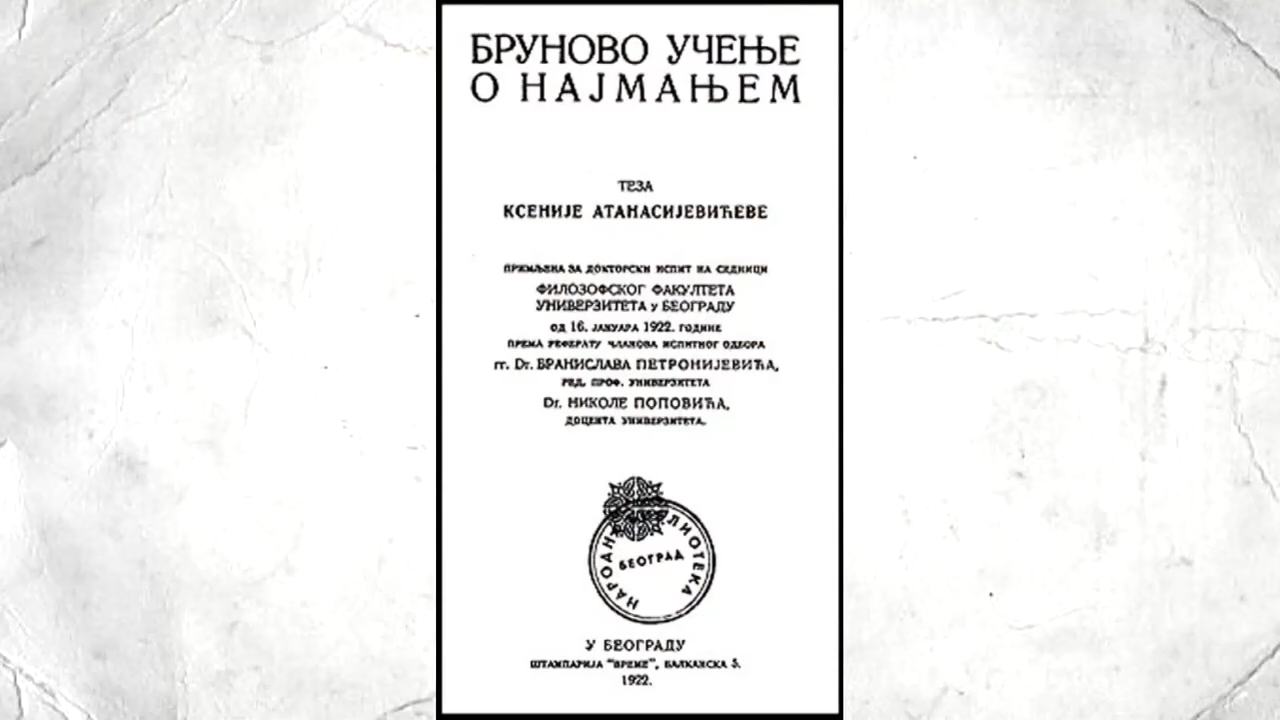 БРУНОВО УЧЕЊЕ
О НАЈМАЊЕМ
ТЕЗА
КСЕНИЈЕ АТАНАСИЈЕВИЋЕВЕ
ПРИМЉЕНА ЗА ДОКТОРСКИ ИСПИТ НА СЕДНИЦИ
ФИЛОЗОФСКОГ ФАКУЛТЕТА
УНИВЕРЗИТЕТА у БЕОГРАДУ
ОД 16. ЈАНУАРА 1922. ГОДИНЕ
ПРЕМА РЕФЕРАТУ ЧЛАНОВА ИСПИТНОГ ОДБОРА
гг. Dr. БРАНИСЛАВА ПЕТРОНИЈЕВИЋА,
РЕД. ПРОФ. УНИВЕРЗИТЕТА
Dr. НИКОЛЕ ПОПОВИЋА,
ДОЦЕНТА УНИВЕРЗИТЕТА.
НАРОДНА БИБЛИОТЕКА
БЕОГРАД
У БЕОГРАДУ
ШТАМПАРИЈА "ВРЕМЕ", БАЛКАНСКА 5.
1922.